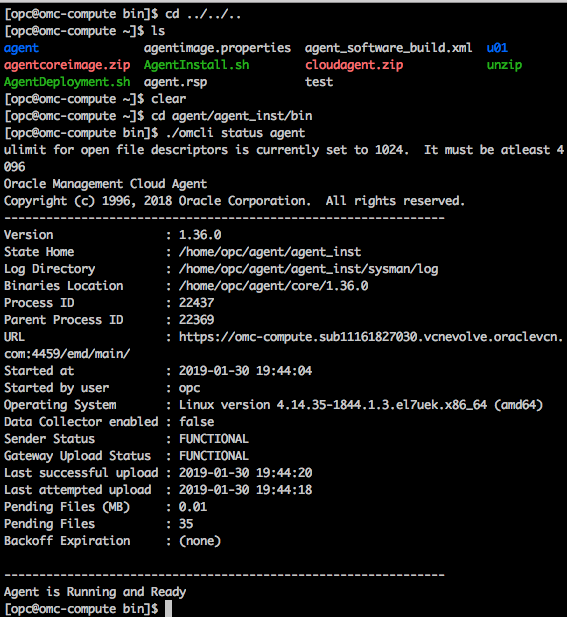 [opc@omc-compute bin]$ cd ../../..
[opc@omc-compute ~]$ ls
agent agentimage.properties agent_software_build.xml u01
agentcoreimage.zip AgentInstall.sh cloudagent.zip unzip
AgentDeployment.sh agent.rsp test
[opc@omc-compute ~]$ clear
[opc@omc-compute ~]$ cd agent/agent_inst/bin
[opc@omc-compute bin]$ ./omcli status agent
ulimit for open file descriptors is currently set to 1024.  It must be atleast 4
096
Oracle Management Cloud Agent
Copyright (c) 1996, 2018 Oracle Corporation.  All rights reserved.
---------------------------------------------------------------
Version : 1.36.0
State Home : /home/opc/agent/agent_inst
Log Directory : /home/opc/agent/agent_inst/sysman/log
Binaries Location : /home/opc/agent/core/1.36.0
Process ID : 22437
Parent Process ID : 22369
URL : https://omc-compute.sub11161827030.vcnevolve.oraclevcn.
com:4459/emd/main/
Started at : 2019-01-30 19:44:04
Started by user : opc
Operating System : Linux version 4.14.35-1844.1.3.el7uek.x86_64 (amd64)
Data Collector enabled : false
Sender Status : FUNCTIONAL
Gateway Upload Status : FUNCTIONAL
Last successful upload : 2019-01-30 19:44:20
Last attempted upload : 2019-01-30 19:44:18
Pending Files (MB) : 0.01
Pending Files : 35
Backoff Expiration : (none)
---------------------------------------------------------------
Agent is Running and Ready
[opc@omc-compute bin]$